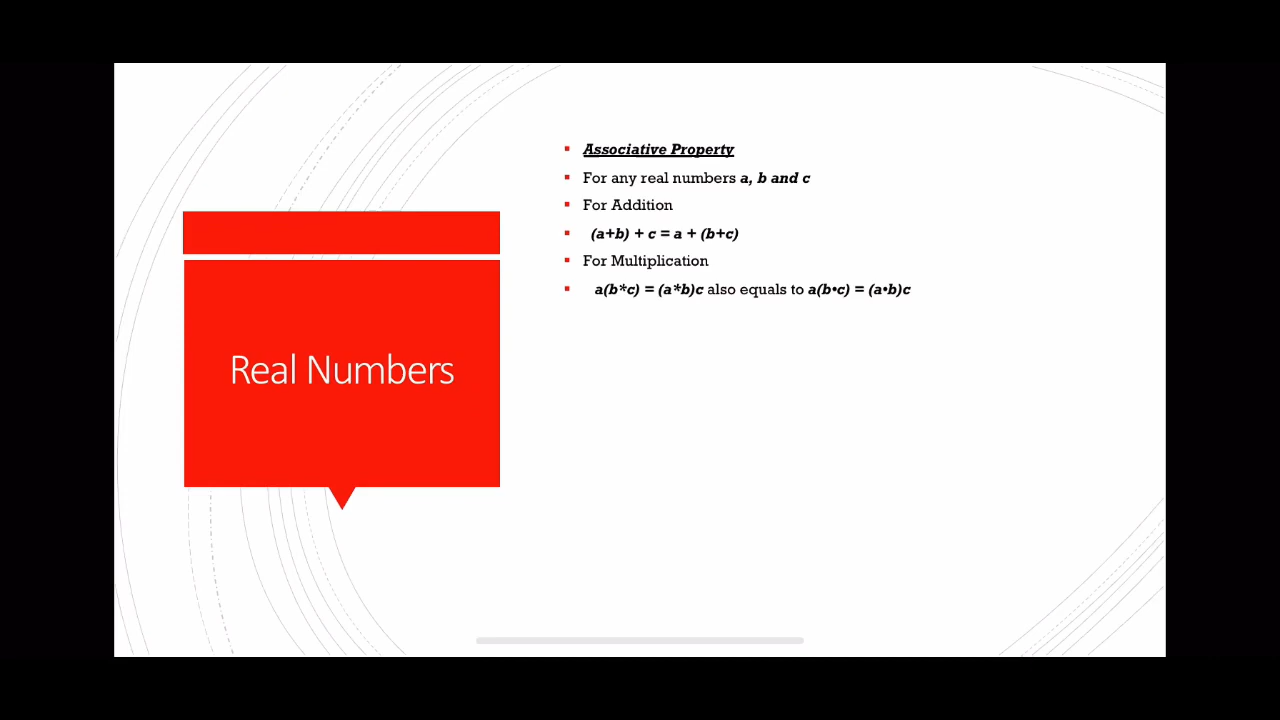 Real Numbers
Associative Property
For any real numbers a, b and c
For Addition
(a+b) + c = a + (b+c)
For Multiplication
a(b*c) = (a*b)c also equals to a(b•c) = (a•b)c